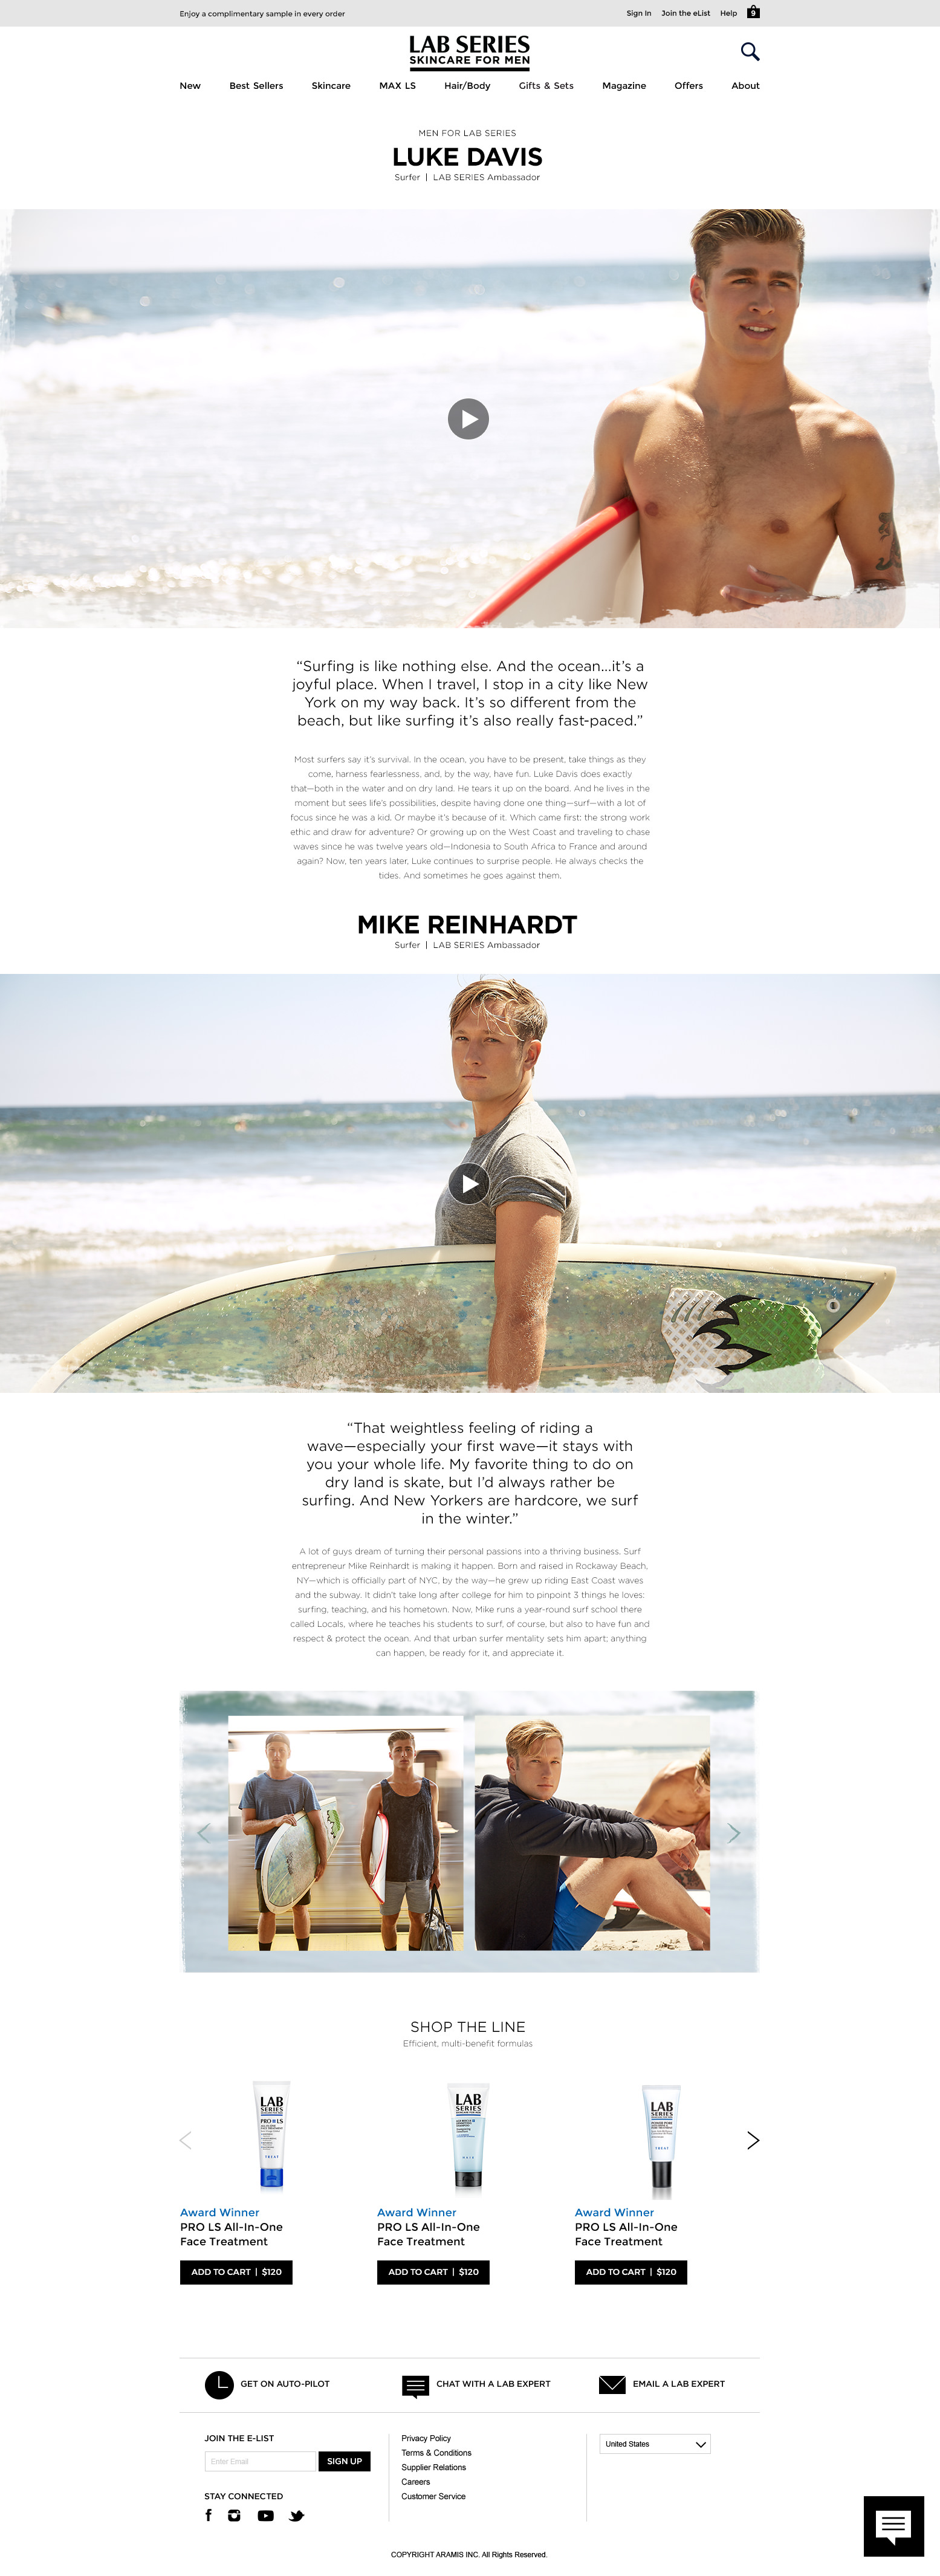 Enjoy a complimentary sample in every order
Sign In Join the eList Help 9
LAB SERIES
SKINCARE FOR MEN
New Best Sellers Skincare MAX LS Hair/Body Gifts & Sets Magazine Offers About
MEN FOR LAB SERIES
LUKE DAVIS
Surfer | LAB SERIES Ambassador
“Surfing is like nothing else. And the ocean...it’s a
joyful place. When I travel, I stop in a city like New
York on my way back. It’s so different from the
beach, but like surfing it’s also really fast-paced.”
Most surfers say it’s survival. In the ocean, you have to be present, take things as they
come, harness fearlessness, and, by the way, have fun. Luke Davis does exactly
that—both in the water and on dry land. He tears it up on the board. And he lives in the
moment but sees life’s possibilities, despite having done one thing—surf—with a lot of
focus since he was a kid. Or maybe it’s because of it. Which came first: the strong work
ethic and draw for adventure? Or growing up on the West Coast and traveling to chase
waves since he was twelve years old—Indonesia to South Africa to France and around
again? Now, ten years later, Luke continues to surprise people. He always checks the
tides. And sometimes he goes against them.
MIKE REINHARDT
Surfer | LAB SERIES Ambassador
“That weightless feeling of riding a
wave—especially your first wave—it stays with
you your whole life. My favorite thing to do on
dry land is skate, but I’d always rather be
surfing. And New Yorkers are hardcore, we surf
in the winter.”
A lot of guys dream of turning their personal passions into a thriving business. Surf
entrepreneur Mike Reinhardt is making it happen. Born and raised in Rockaway Beach,
NY—which is officially part of NYC, by the way—he grew up riding East Coast waves
and the subway. It didn’t take long after college for him to pinpoint 3 things he loves:
surfing, teaching, and his hometown. Now, Mike runs a year-round surf school there
called Locals, where he teaches his students to surf, of course, but also to have fun and
respect & protect the ocean. And that urban surfer mentality sets him apart; anything
can happen, be ready for it, and appreciate it.
SHOP THE LINE
Efficient, multi-benefit formulas
LAB SERIES
PRO LS
TREAT
LAB SERIES
HAIR
LAB SERIES
TREAT
Award Winner
PRO LS All-In-One
Face Treatment
ADD TO CART | $120
Award Winner
PRO LS All-In-One
Face Treatment
ADD TO CART | $120
Award Winner
PRO LS All-In-One
Face Treatment
ADD TO CART | $120
GET ON AUTO-PILOT
CHAT WITH A LAB EXPERT
EMAIL A LAB EXPERT
JOIN THE E-LIST
Enter Email
SIGN UP
STAY CONNECTED
Privacy Policy
Terms & Conditions
Supplier Relations
Careers
Customer Service
United States
COPYRIGHT ARAMIS INC. All Rights Reserved.